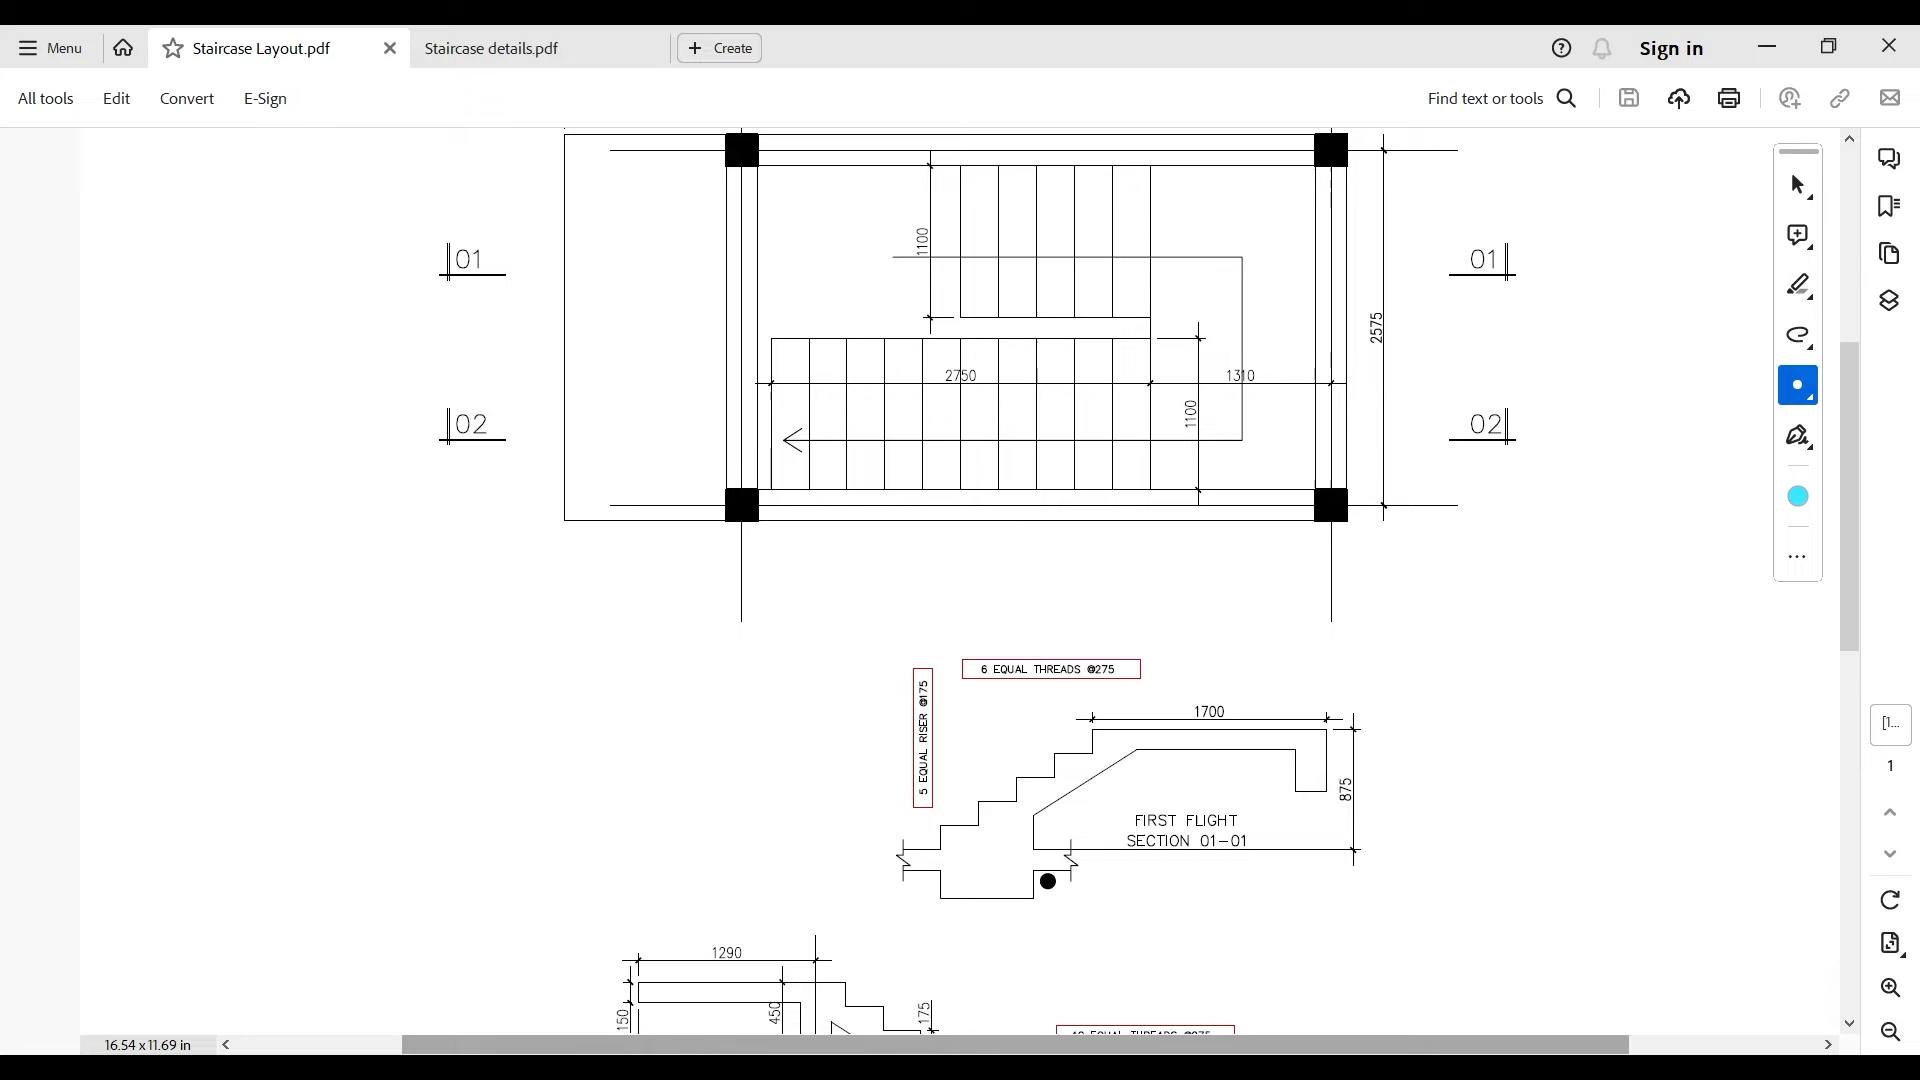 Menu
Staircase Layout.pdf
Staircase details.pdf
Create
Sign in
All tools
Edit
Convert
E-Sign
Find text or tools
1100
01
01
2575
2750
1310
1100
02
02
6 EQUAL THREADS @275
5 EQUAL RISER @175
1700
875
FIRST FLIGHT
SECTION 01-01
1290
150
450
175
[1...
1
16.54 x 11.69 in